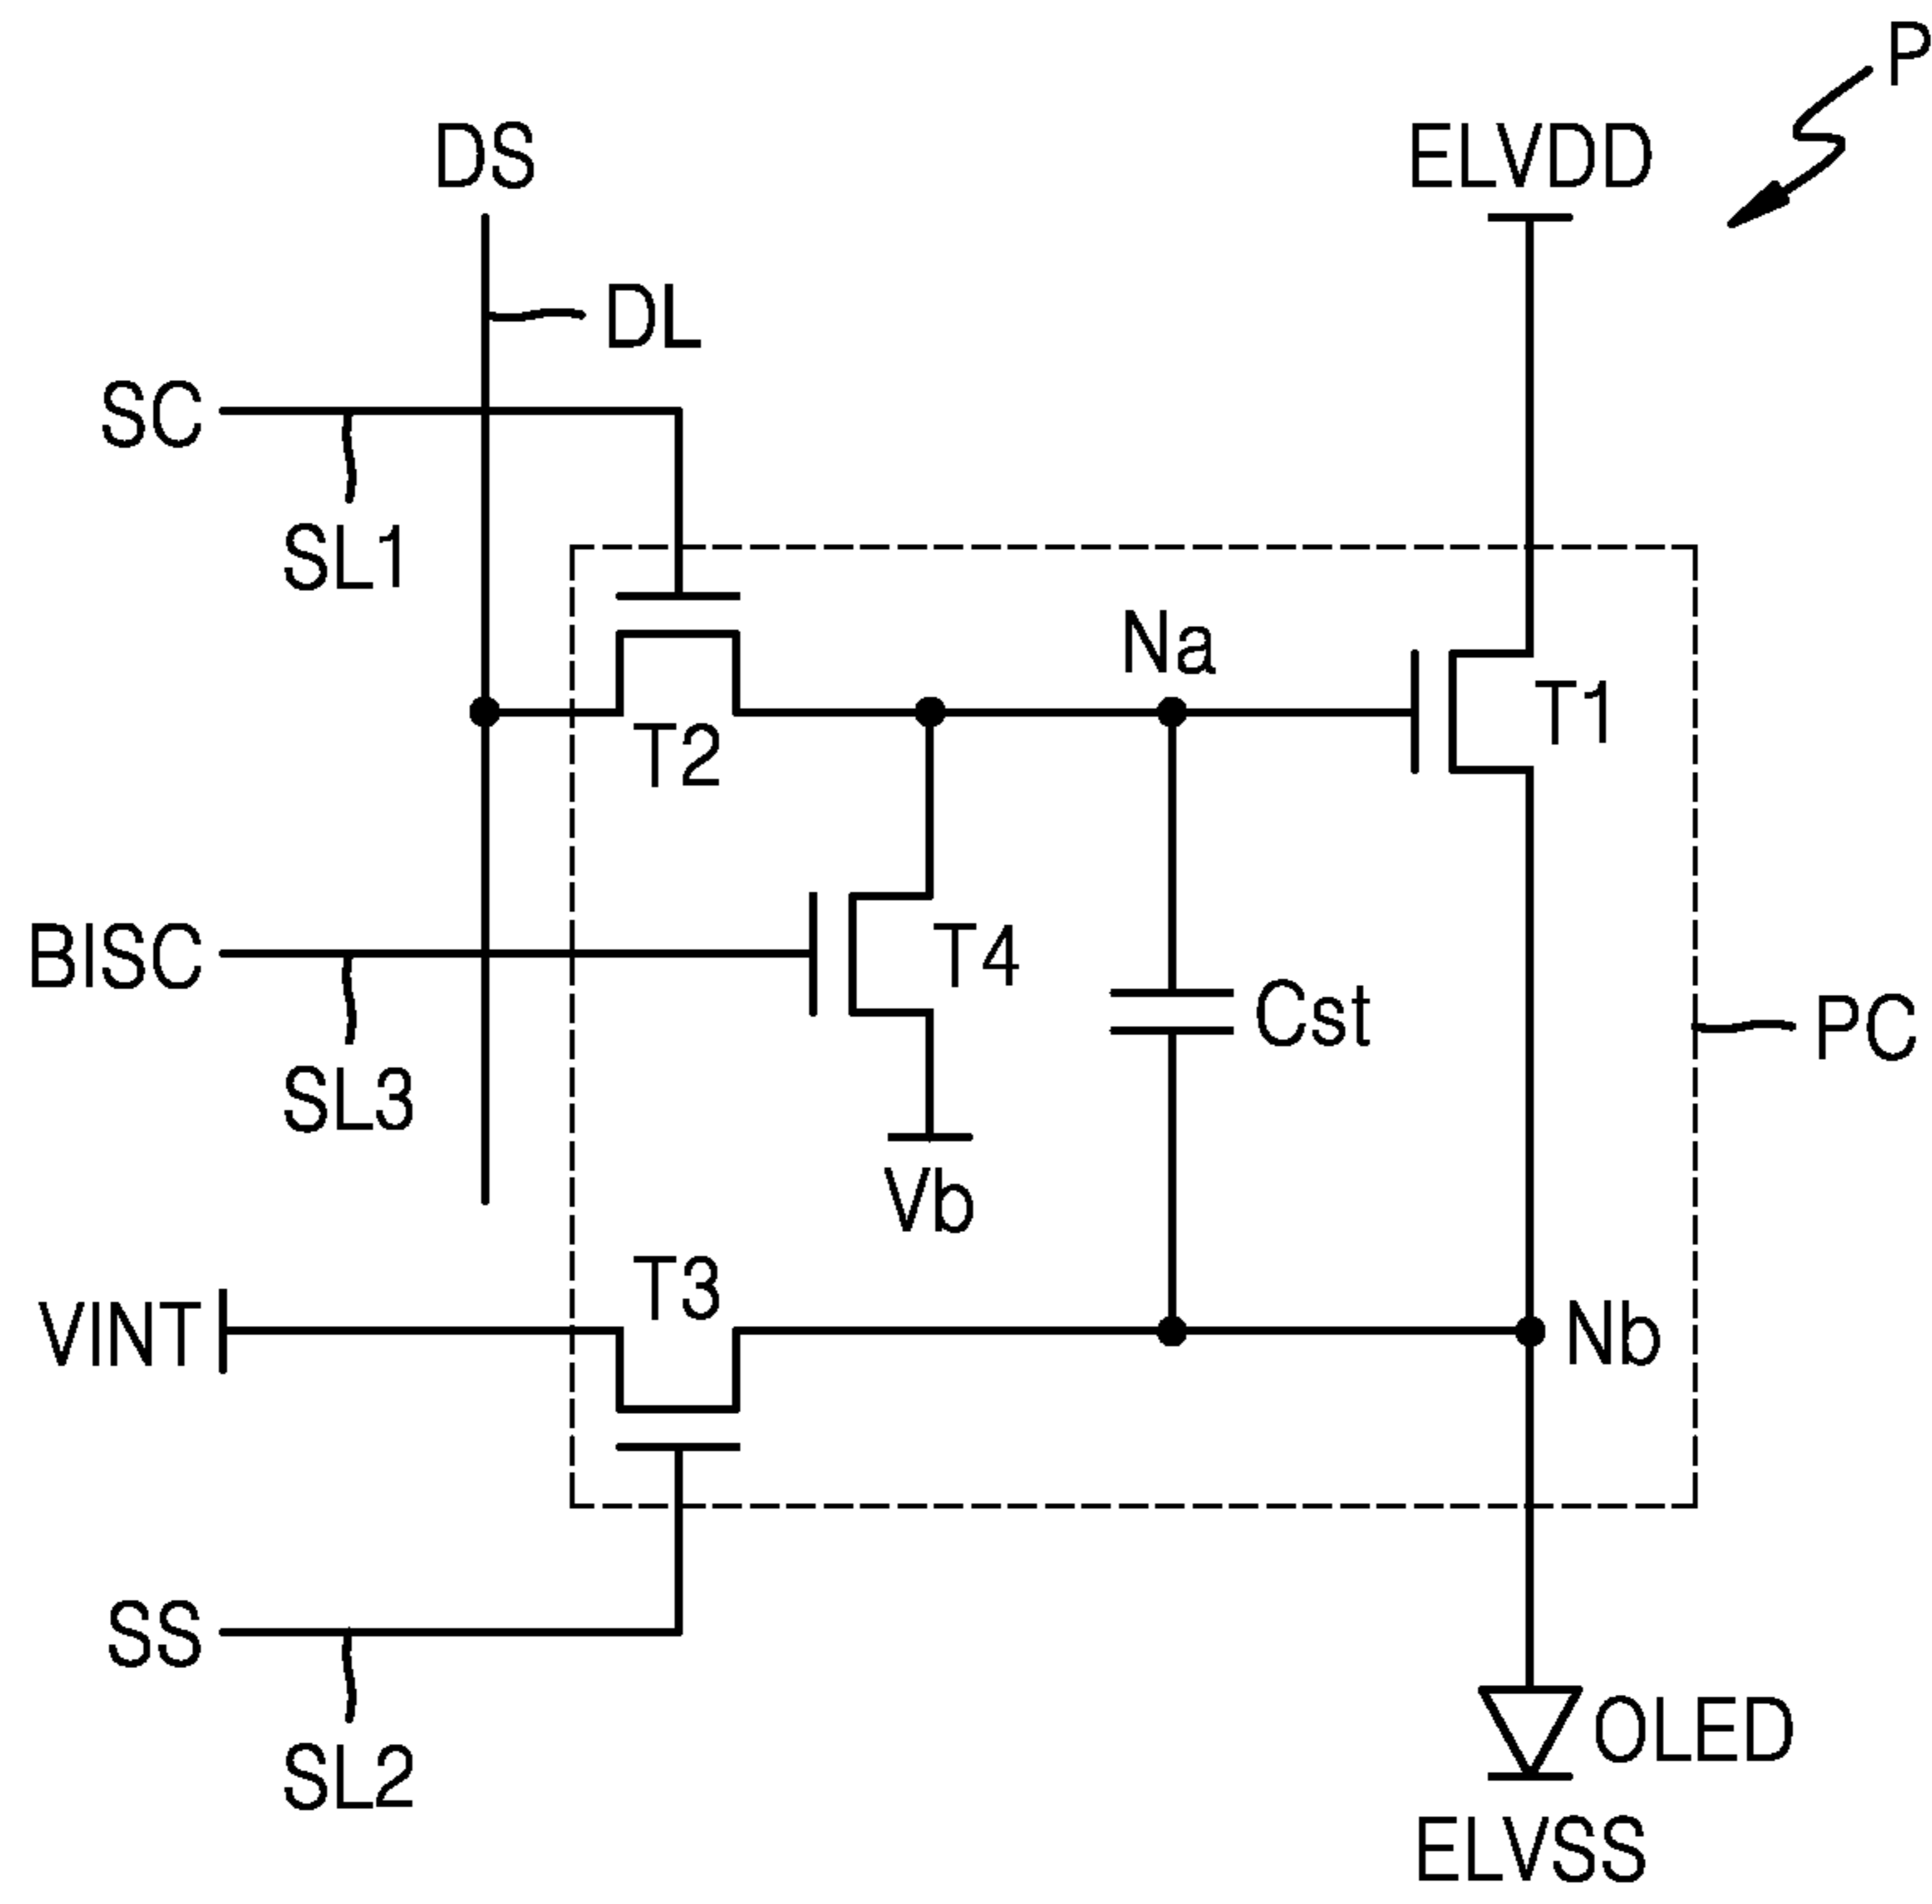 P
DS
ELVDD
DL
SC
SL1
Na
T1
T2
BISC
T4
Cst
PC
SL3
Vb
T3
VINT
Nb
SS
OLED
SL2
ELVSS